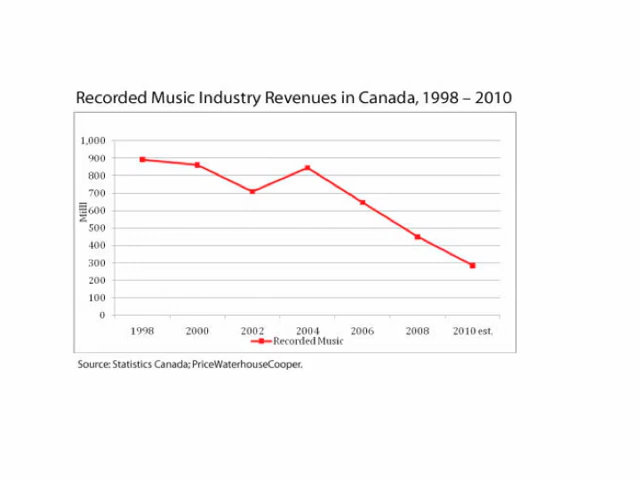 Recorded Music Industry Revenues in Canada, 1998 – 2010
1,000
900
800
700
600
500
400
300
200
100
0
1998 2000 2002 2004 2006 2008 2010 est.
Recorded Music
Source: Statistics Canada; PriceWaterhouseCooper.